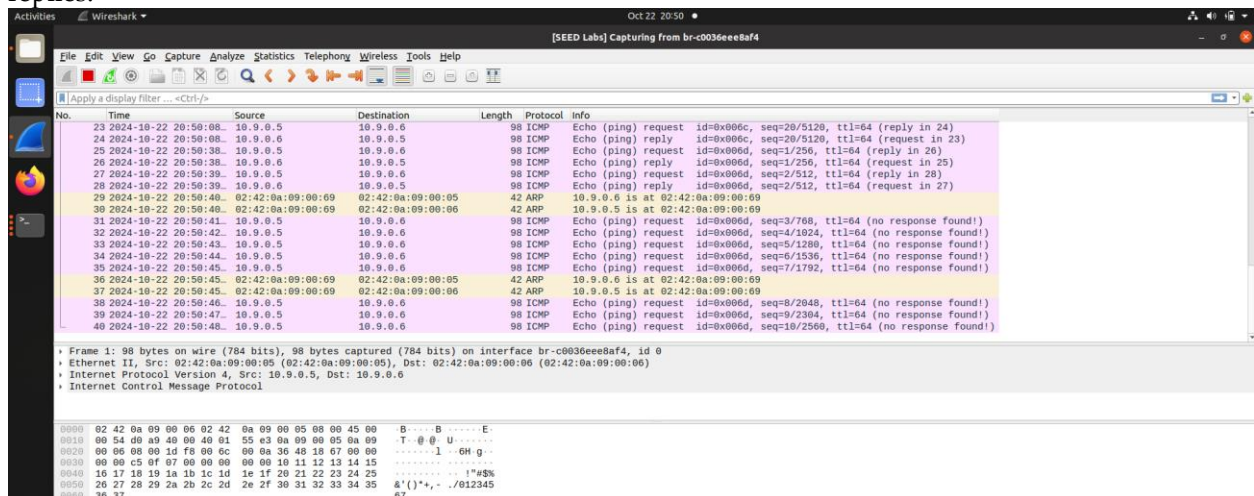 replies.
Activities Wireshark Oct 22 20:50
[SEED Labs] Capturing from br-c0036eee8af4
File Edit View Go Capture Analyze Statistics Telephony Wireless Tools Help
Apply a display filter ... <Ctrl-/>
No. Time Source Destination Length Protocol Info
23 2024-10-22 20:50:08… 10.9.0.5 10.9.0.6 98 ICMP Echo (ping) request id=0x006c, seq=20/5120, ttl=64 (reply in 24)
24 2024-10-22 20:50:08… 10.9.0.6 10.9.0.5 98 ICMP Echo (ping) reply id=0x006c, seq=20/5120, ttl=64 (request in 23)
25 2024-10-22 20:50:38… 10.9.0.5 10.9.0.6 98 ICMP Echo (ping) request id=0x006d, seq=1/256, ttl=64 (reply in 26)
26 2024-10-22 20:50:38… 10.9.0.6 10.9.0.5 98 ICMP Echo (ping) reply id=0x006d, seq=1/256, ttl=64 (request in 25)
27 2024-10-22 20:50:39… 10.9.0.5 10.9.0.6 98 ICMP Echo (ping) request id=0x006d, seq=2/512, ttl=64 (reply in 28)
28 2024-10-22 20:50:39… 10.9.0.6 10.9.0.5 98 ICMP Echo (ping) reply id=0x006d, seq=2/512, ttl=64 (request in 27)
29 2024-10-22 20:50:40… 02:42:0a:09:00:69 02:42:0a:09:00:05 42 ARP 10.9.0.6 is at 02:42:0a:09:00:69
30 2024-10-22 20:50:40… 02:42:0a:09:00:69 02:42:0a:09:00:06 42 ARP 10.9.0.5 is at 02:42:0a:09:00:69
31 2024-10-22 20:50:41… 10.9.0.5 10.9.0.6 98 ICMP Echo (ping) request id=0x006d, seq=3/768, ttl=64 (no response found!)
32 2024-10-22 20:50:42… 10.9.0.5 10.9.0.6 98 ICMP Echo (ping) request id=0x006d, seq=4/1024, ttl=64 (no response found!)
33 2024-10-22 20:50:43… 10.9.0.5 10.9.0.6 98 ICMP Echo (ping) request id=0x006d, seq=5/1280, ttl=64 (no response found!)
34 2024-10-22 20:50:44… 10.9.0.5 10.9.0.6 98 ICMP Echo (ping) request id=0x006d, seq=6/1536, ttl=64 (no response found!)
35 2024-10-22 20:50:45… 10.9.0.5 10.9.0.6 98 ICMP Echo (ping) request id=0x006d, seq=7/1792, ttl=64 (no response found!)
36 2024-10-22 20:50:45… 02:42:0a:09:00:69 02:42:0a:09:00:05 42 ARP 10.9.0.6 is at 02:42:0a:09:00:69
37 2024-10-22 20:50:45… 02:42:0a:09:00:69 02:42:0a:09:00:06 42 ARP 10.9.0.5 is at 02:42:0a:09:00:69
38 2024-10-22 20:50:46… 10.9.0.5 10.9.0.6 98 ICMP Echo (ping) request id=0x006d, seq=8/2048, ttl=64 (no response found!)
39 2024-10-22 20:50:47… 10.9.0.5 10.9.0.6 98 ICMP Echo (ping) request id=0x006d, seq=9/2304, ttl=64 (no response found!)
40 2024-10-22 20:50:48… 10.9.0.5 10.9.0.6 98 ICMP Echo (ping) request id=0x006d, seq=10/2560, ttl=64 (no response found!)
Frame 1: 98 bytes on wire (784 bits), 98 bytes captured (784 bits) on interface br-c0036eee8af4, id 0
Ethernet II, Src: 02:42:0a:09:00:05 (02:42:0a:09:00:05), Dst: 02:42:0a:09:00:06 (02:42:0a:09:00:06)
Internet Protocol Version 4, Src: 10.9.0.5, Dst: 10.9.0.6
Internet Control Message Protocol
0000 02 42 0a 09 00 06 02 42 0a 09 00 05 08 00 45 00 ·B·····B ······E·
0010 00 54 d0 a9 40 00 40 01 55 e3 0a 09 00 05 0a 09 ·T··@·@· U·······
0020 00 06 08 00 1d f8 00 6c 00 0a 36 48 18 67 00 00 ·······l ··6H·g··
0030 00 00 c5 0f 07 00 00 00 00 00 10 11 12 13 14 15 ········ ········
0040 16 17 18 19 1a 1b 1c 1d 1e 1f 20 21 22 23 24 25 ········ ·· !"#$%
0050 26 27 28 29 2a 2b 2c 2d 2e 2f 30 31 32 33 34 35 &'()*+,- ./012345
0060 36 37 67